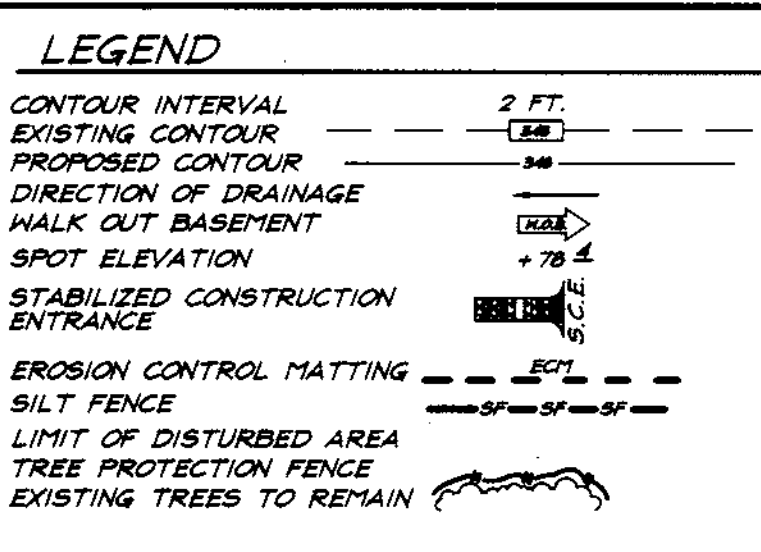 LEGEND
CONTOUR INTERVAL 2 FT.
EXISTING CONTOUR
PROPOSED CONTOUR
DIRECTION OF DRAINAGE
WALK OUT BASEMENT
SPOT ELEVATION +78 4
STABILIZED CONSTRUCTION
ENTRANCE S.C.E.
EROSION CONTROL MATTING ECM
SILT FENCE SF SF SF
LIMIT OF DISTURBED AREA
TREE PROTECTION FENCE
EXISTING TREES TO REMAIN